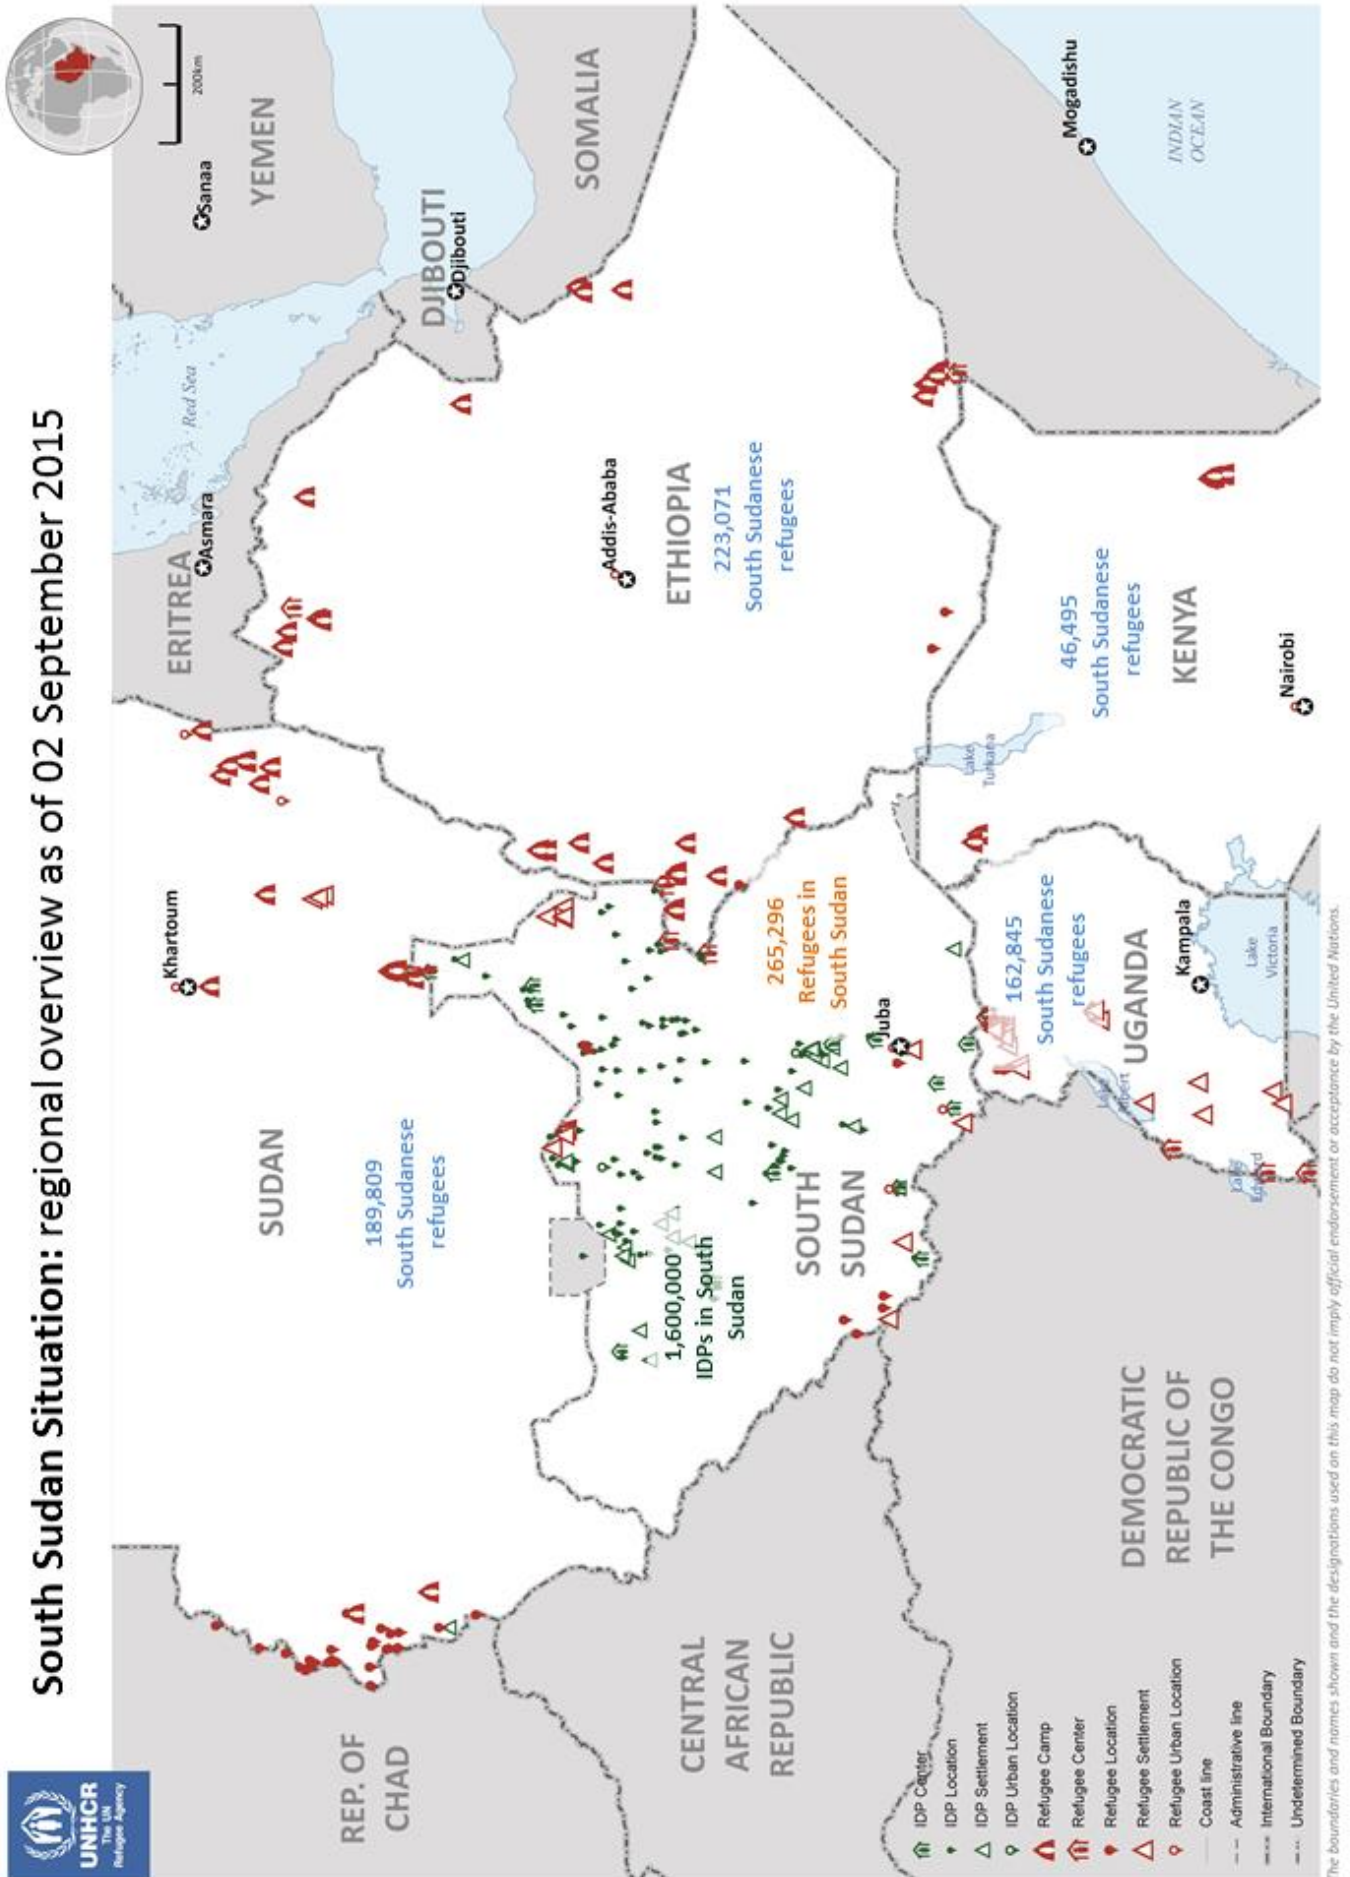 South Sudan Situation: regional overview as of 02 September 2015
UNHCR
The UN
Refugee Agency
200km
Sanaa
YEMEN
Red Sea
Asmara
ERITREA
DJIBOUTI
Djibouti
SOMALIA
Khartoum
SUDAN
189,809
South Sudanese
refugees
REP. OF
CHAD
Addis-Ababa
ETHIOPIA
223,071
South Sudanese
refugees
1,600,000
IDPs in South
Sudan
265,296
Refugees in
South Sudan
SOUTH
SUDAN
Juba
CENTRAL
AFRICAN
REPUBLIC
Lake
Turkana
46,495
South Sudanese
refugees
KENYA
Nairobi
Mogadishu
INDIAN
OCEAN
162,845
South Sudanese
refugees
UGANDA
Kampala
Lake
Albert
Lake
Victoria
Lake
Edward
DEMOCRATIC
REPUBLIC OF
THE CONGO
IDP Center
IDP Location
IDP Settlement
IDP Urban Location
Refugee Camp
Refugee Center
Refugee Location
Refugee Settlement
Refugee Urban Location
Coast line
Administrative line
International Boundary
Undetermined Boundary
The boundaries and names shown and the designations used on this map do not imply official endorsement or acceptance by the United Nations.